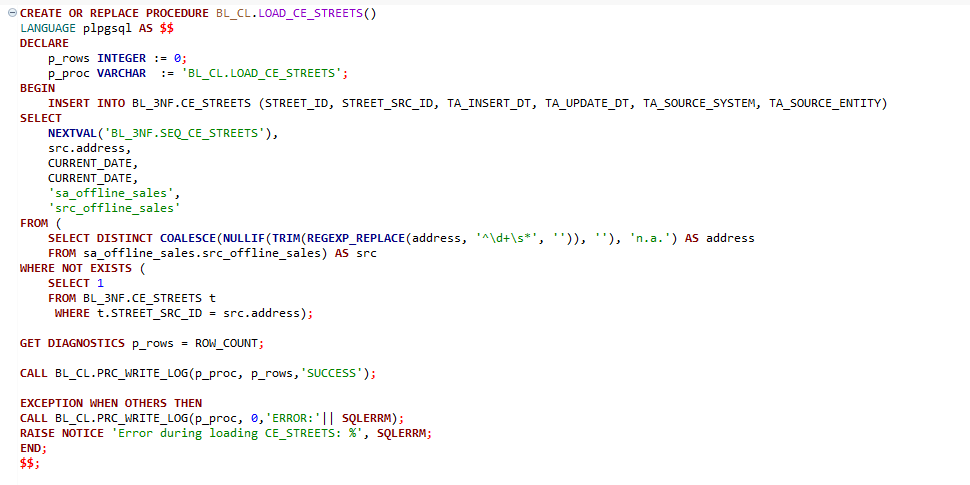 CREATE OR REPLACE PROCEDURE BL_CL.LOAD_CE_STREETS()
LANGUAGE plpgsql AS $$
DECLARE
    p_rows INTEGER := 0;
    p_proc VARCHAR  := 'BL_CL.LOAD_CE_STREETS';
BEGIN
    INSERT INTO BL_3NF.CE_STREETS (STREET_ID, STREET_SRC_ID, TA_INSERT_DT, TA_UPDATE_DT, TA_SOURCE_SYSTEM, TA_SOURCE_ENTITY)
SELECT
    NEXTVAL('BL_3NF.SEQ_CE_STREETS'),
    src.address,
    CURRENT_DATE,
    CURRENT_DATE,
    'sa_offline_sales',
    'src_offline_sales'
FROM (
    SELECT DISTINCT COALESCE(NULLIF(TRIM(REGEXP_REPLACE(address, '^\d+\s*', '')), ''), 'n.a.') AS address
    FROM sa_offline_sales.src_offline_sales) AS src
WHERE NOT EXISTS (
    SELECT 1
    FROM BL_3NF.CE_STREETS t
     WHERE t.STREET_SRC_ID = src.address);

GET DIAGNOSTICS p_rows = ROW_COUNT;

CALL BL_CL.PRC_WRITE_LOG(p_proc, p_rows,'SUCCESS');

EXCEPTION WHEN OTHERS THEN
CALL BL_CL.PRC_WRITE_LOG(p_proc, 0,'ERROR:'|| SQLERRM);
RAISE NOTICE 'Error during loading CE_STREETS: %', SQLERRM;
END;
$$;